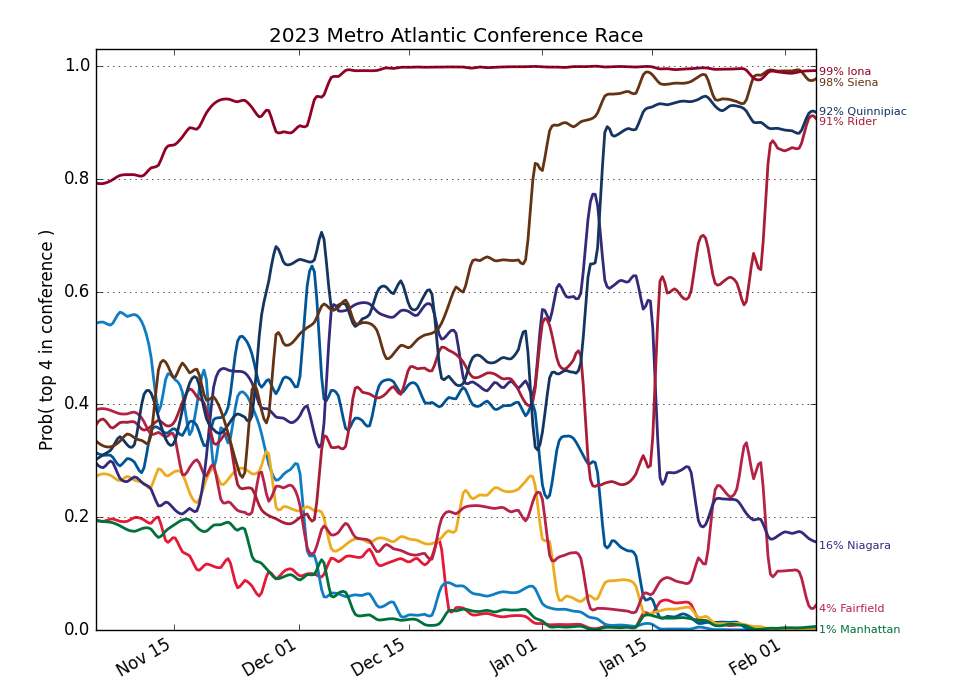 2023 Metro Atlantic Conference Race
Prob( top 4 in conference )
1.0
0.8
0.6
0.4
0.2
0.0
99% Iona
98% Siena
92% Quinnipiac
91% Rider
16% Niagara
4% Fairfield
1% Manhattan
Nov 15
Dec 01
Dec 15
Jan 01
Jan 15
Feb 01